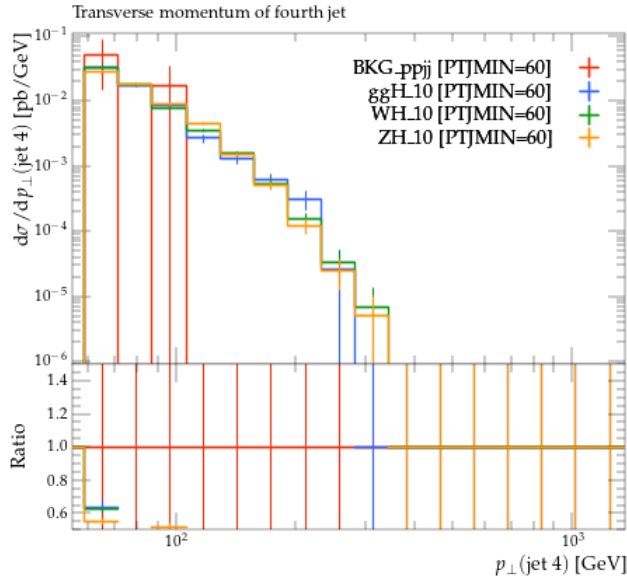 Transverse momentum of fourth jet
dσ/dp⊥(jet 4) [pb/GeV]
10⁻¹
10⁻²
10⁻³
10⁻⁴
10⁻⁵
10⁻⁶
BKG_ppjj [PTJMIN=60]
ggH_10 [PTJMIN=60]
WH_10 [PTJMIN=60]
ZH_10 [PTJMIN=60]
Ratio
1.4
1.2
1.0
0.8
0.6
10² 10³
p⊥(jet 4) [GeV]